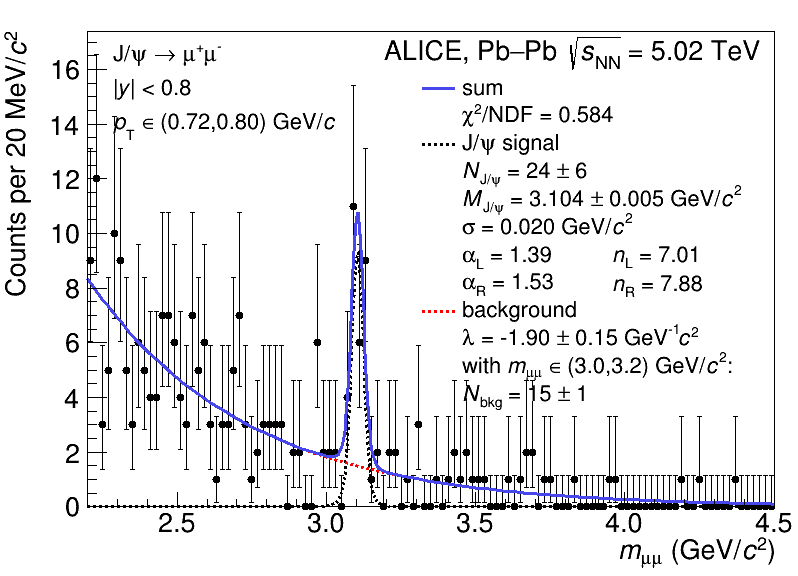 ALICE, Pb–Pb √s_NN = 5.02 TeV
J/ψ → μ⁺μ⁻
|y| < 0.8
p_T ∈ (0.72,0.80) GeV/c
sum
χ²/NDF = 0.584
J/ψ signal
N_J/ψ = 24 ± 6
M_J/ψ = 3.104 ± 0.005 GeV/c²
σ = 0.020 GeV/c²
α_L = 1.39 n_L = 7.01
α_R = 1.53 n_R = 7.88
background
λ = -1.90 ± 0.15 GeV⁻¹c²
with m_μμ ∈ (3.0,3.2) GeV/c²:
N_bkg = 15 ± 1
Counts per 20 MeV/c²
16
14
12
10
8
6
4
2
0
2.5 3.0 3.5 4.0 4.5
m_μμ (GeV/c²)